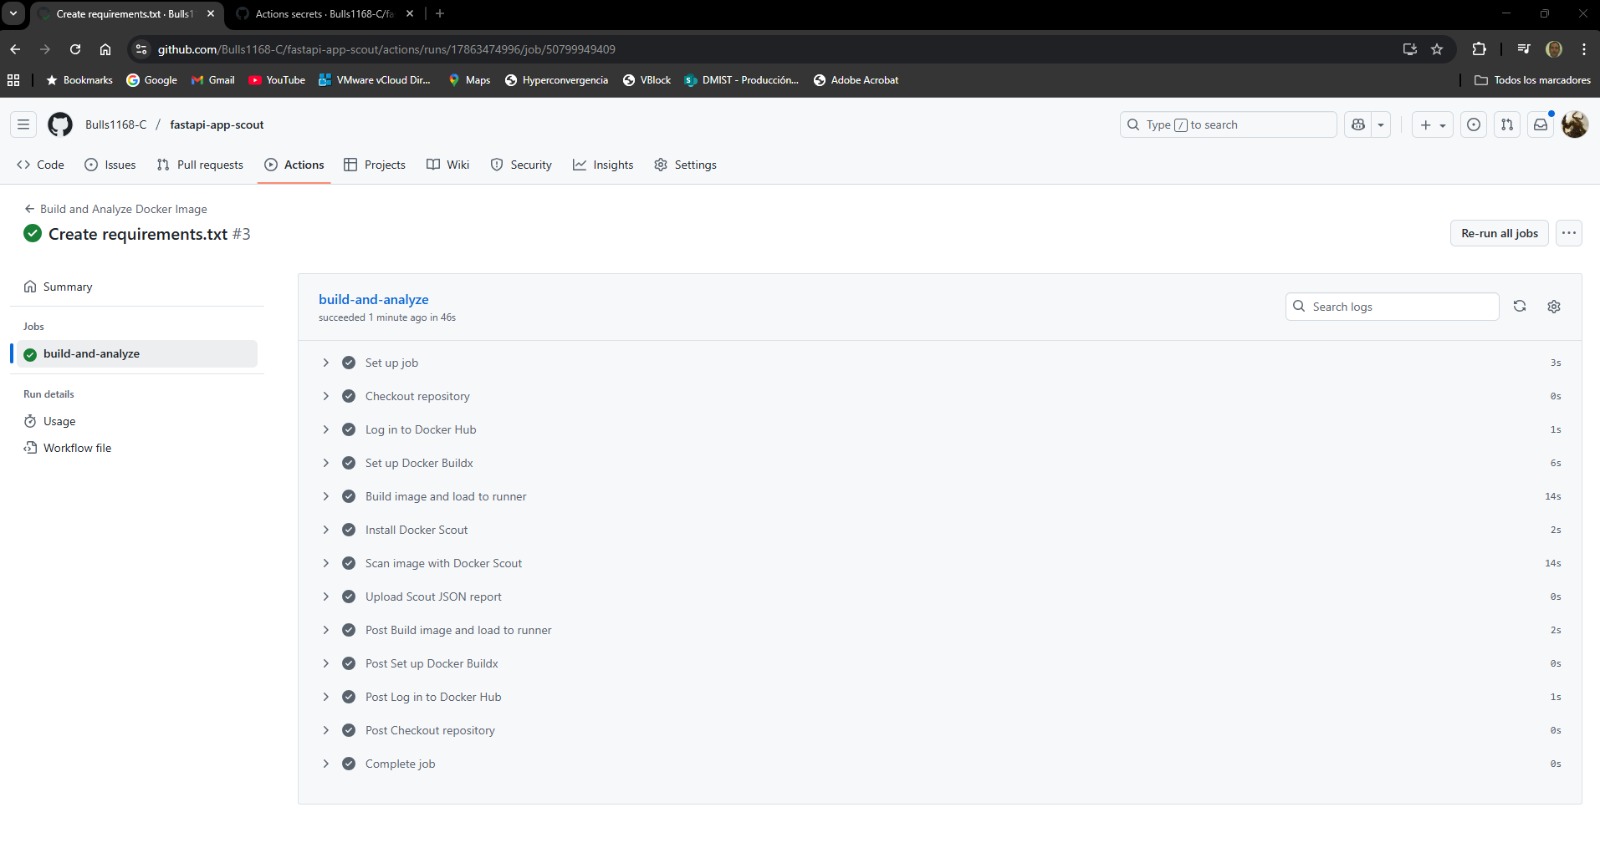 Create requirements.txt · Bulls1
Actions secrets · Bulls1168-C/fa
github.com/Bulls1168-C/fastapi-app-scout/actions/runs/17863474996/job/50799949409
Bookmarks Google Gmail YouTube VMware vCloud Dir... Maps Hyperconvergencia VBlock DMIST - Producción,... Adobe Acrobat Todos los marcadores
Bulls1168-C / fastapi-app-scout Type / to search
Code Issues Pull requests Actions Projects Wiki Security Insights Settings
Build and Analyze Docker Image
Create requirements.txt #3 Re-run all jobs
Summary
Jobs
build-and-analyze
Run details
Usage
Workflow file
build-and-analyze
succeeded 1 minute ago in 46s
Search logs
Set up job 3s
Checkout repository 0s
Log in to Docker Hub 1s
Set up Docker Buildx 6s
Build image and load to runner 14s
Install Docker Scout 2s
Scan image with Docker Scout 14s
Upload Scout JSON report 0s
Post Build image and load to runner 2s
Post Set up Docker Buildx 0s
Post Log in to Docker Hub 1s
Post Checkout repository 0s
Complete job 0s